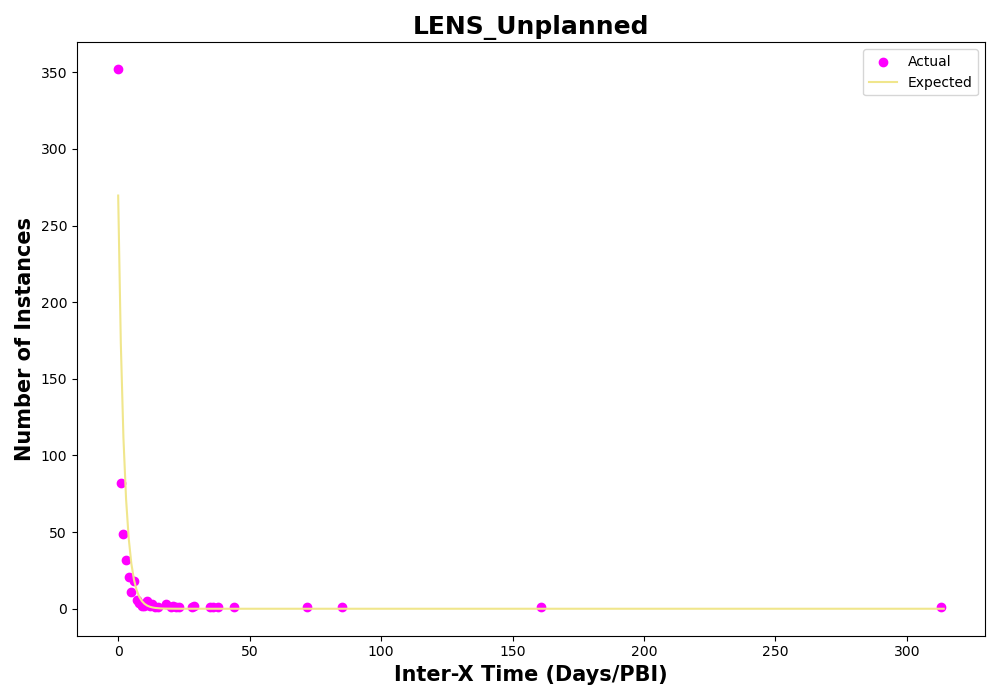 LENS_Unplanned
Actual
Expected
Number of Instances
350
300
250
200
150
100
50
0
0 50 100 150 200 250 300
Inter-X Time (Days/PBI)